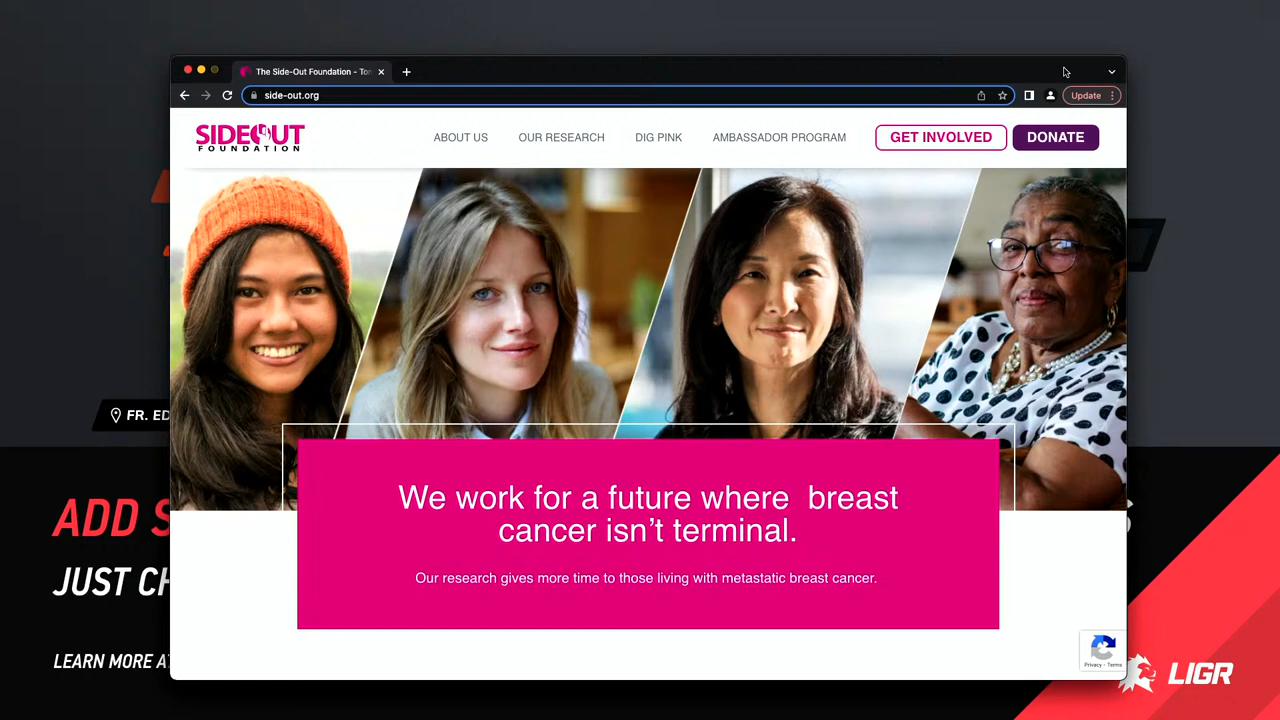 The Side-Out Foundation - To
side-out.org
Update
SIDEOUT
FOUNDATION
ABOUT US
OUR RESEARCH
DIG PINK
AMBASSADOR PROGRAM
GET INVOLVED
DONATE
FR. ED
We work for a future where breast
cancer isn't terminal.
Our research gives more time to those living with metastatic breast cancer.
ADD S
JUST CH
LEARN MORE AT
Privacy - Terms
LIGR